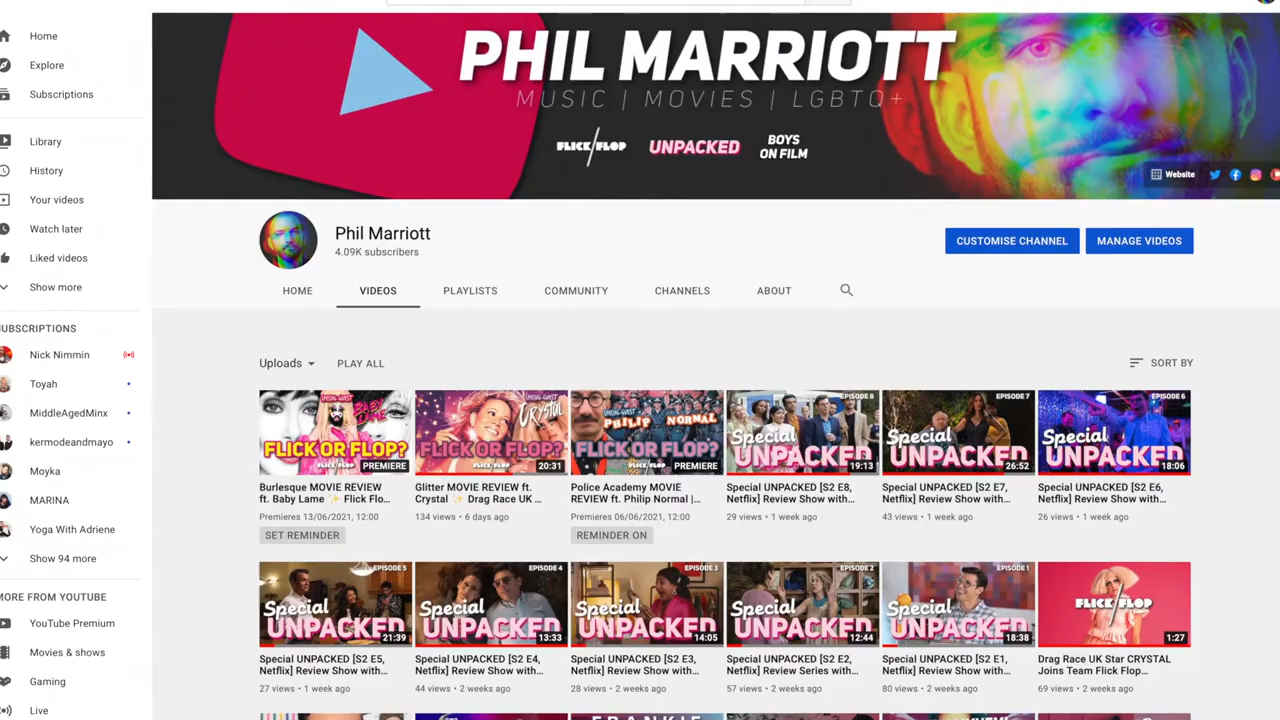 PHIL MARRIOTT
MUSIC | MOVIES | LGBTQ+
FLICK/FLOP
UNPACKED
BOYS
ON FILM
Website
Home
Explore
Subscriptions
Library
History
Your videos
Watch later
Liked videos
Show more
SUBSCRIPTIONS
Nick Nimmin
Toyah
MiddleAgedMinx
kermodeandmayo
Moyka
MARINA
Yoga With Adriene
Show 94 more
MORE FROM YOUTUBE
YouTube Premium
Movies & shows
Gaming
Live
Phil Marriott
4.09K subscribers
CUSTOMISE CHANNEL
MANAGE VIDEOS
HOME
VIDEOS
PLAYLISTS
COMMUNITY
CHANNELS
ABOUT
Uploads
PLAY ALL
SORT BY
SPECIAL GUEST
BABY LAME
FLICK OR FLOP?
FLICK/FLOP
PREMIERE
Burlesque MOVIE REVIEW
ft. Baby Lame ✨ Flick Flo...
Premieres 13/06/2021, 12:00
SET REMINDER
SPECIAL GUEST
Crystal
FLICK OR FLOP?
FLICK/FLOP
20:31
Glitter MOVIE REVIEW ft.
Crystal ✨ Drag Race UK ...
134 views • 6 days ago
SPECIAL GUEST
PHILIP NORMAL
FLICK OR FLOP?
FLICK/FLOP
PREMIERE
Police Academy MOVIE
REVIEW ft. Philip Normal |...
Premieres 06/06/2021, 12:00
REMINDER ON
EPISODE 8
Special
UNPACKED
19:13
Special UNPACKED [S2 E8,
Netflix] Review Show with...
29 views • 1 week ago
EPISODE 7
Special
UNPACKED
26:52
Special UNPACKED [S2 E7,
Netflix] Review Show with...
43 views • 1 week ago
EPISODE 6
Special
UNPACKED
18:06
Special UNPACKED [S2 E6,
Netflix] Review Show with...
26 views • 1 week ago
EPISODE 5
Special
UNPACKED
21:39
Special UNPACKED [S2 E5,
Netflix] Review Show with...
27 views • 1 week ago
EPISODE 4
Special
UNPACKED
13:33
Special UNPACKED [S2 E4,
Netflix] Review Show with...
44 views • 2 weeks ago
EPISODE 3
Special
UNPACKED
14:05
Special UNPACKED [S2 E3,
Netflix] Review Show with...
28 views • 2 weeks ago
EPISODE 2
Special
UNPACKED
12:44
Special UNPACKED [S2 E2,
Netflix] Review Series with...
57 views • 2 weeks ago
EPISODE 1
Special
UNPACKED
18:38
Special UNPACKED [S2 E1,
Netflix] Review Show with...
80 views • 2 weeks ago
FLICK/FLOP
1:27
Drag Race UK Star CRYSTAL
Joins Team Flick Flop...
69 views • 2 weeks ago